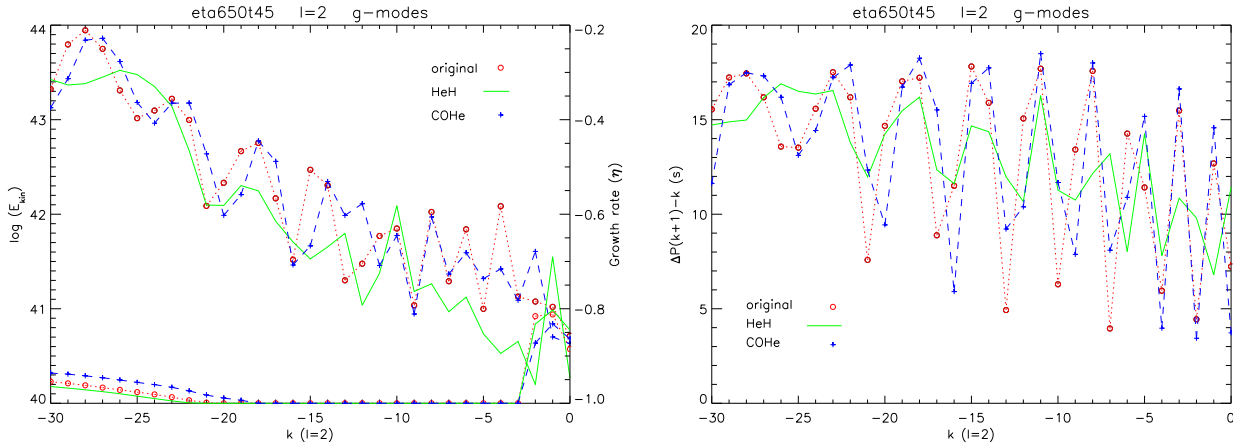 eta650t45 l=2 g-modes
44
43
42
41
40
log (E_kin)
−0.2
−0.4
−0.6
−0.8
−1.0
Growth rate (η)
original
HeH
COHe
−30 −25 −20 −15 −10 −5 0
k (l=2)
eta650t45 l=2 g-modes
20
15
10
5
0
ΔP(k+1)−k (s)
original
HeH
COHe
−30 −25 −20 −15 −10 −5 0
k (l=2)